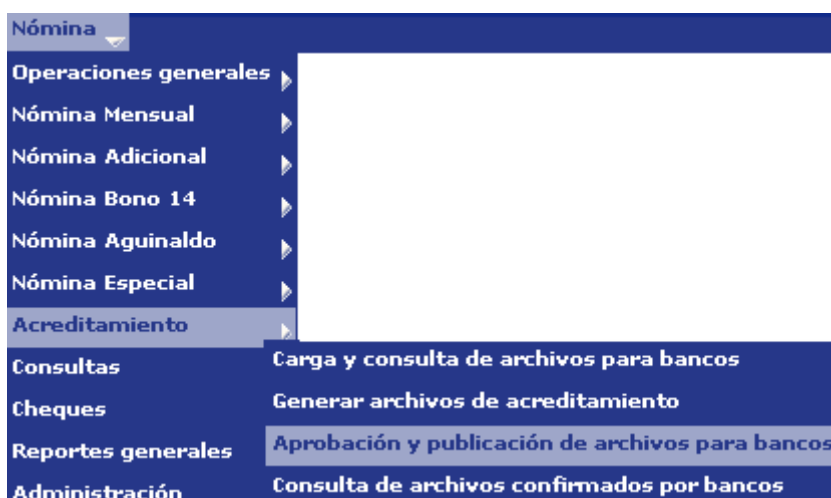 Nómina
Operaciones generales
Nómina Mensual
Nómina Adicional
Nómina Bono 14
Nómina Aguinaldo
Nómina Especial
Acreditamiento
Consultas
Cheques
Reportes generales
Administración
Carga y consulta de archivos para bancos
Generar archivos de acreditamiento
Aprobación y publicación de archivos para bancos
Consulta de archivos confirmados por bancos